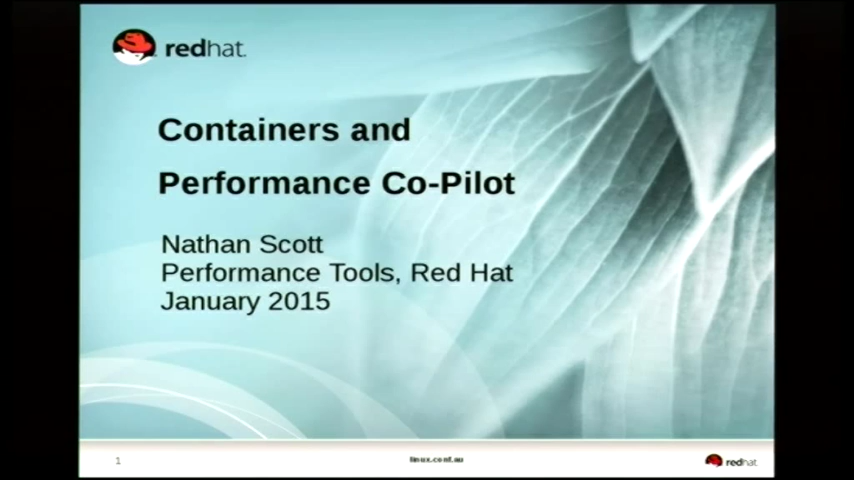 redhat.
Containers and
Performance Co-Pilot
Nathan Scott
Performance Tools, Red Hat
January 2015
1
linux.conf.au
redhat.